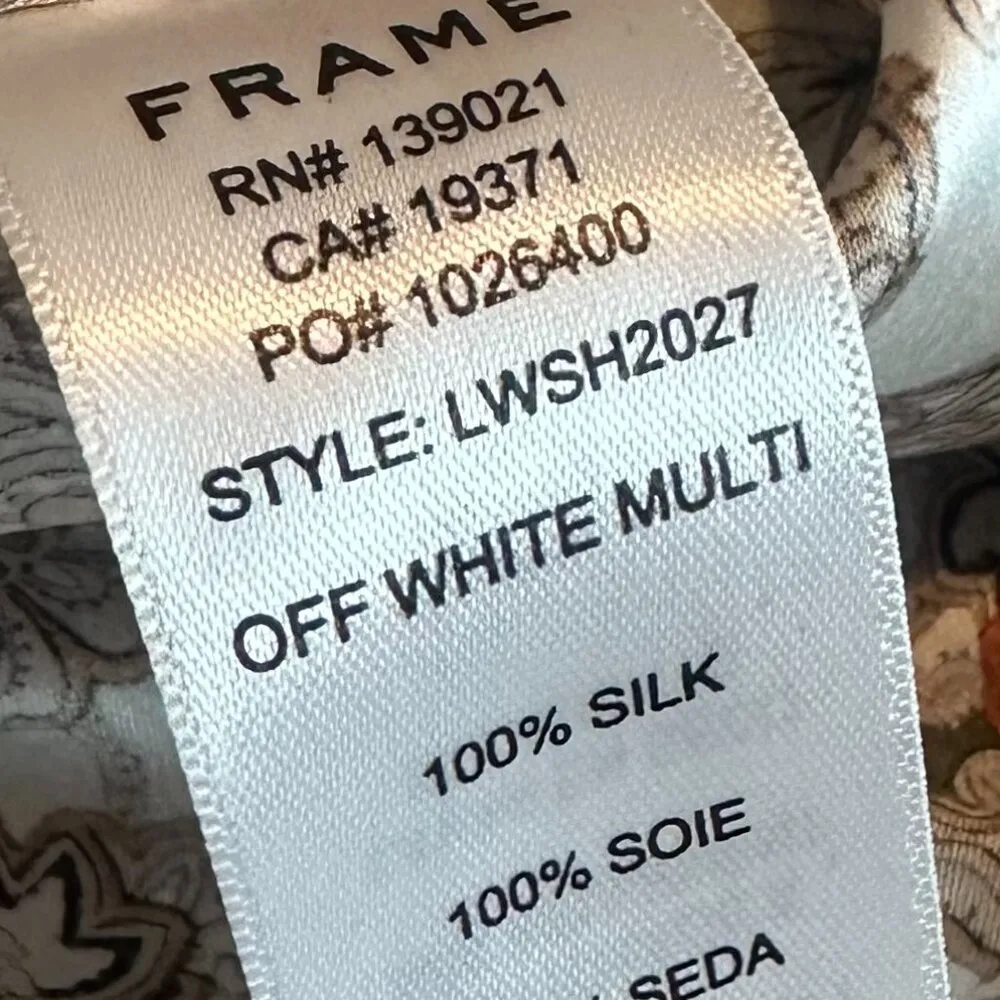 FRAME
RN# 139021
CA# 19371
PO# 1026400
STYLE: LWSH2027
OFF WHITE MULTI
100% SILK
100% SOIE
SEDA